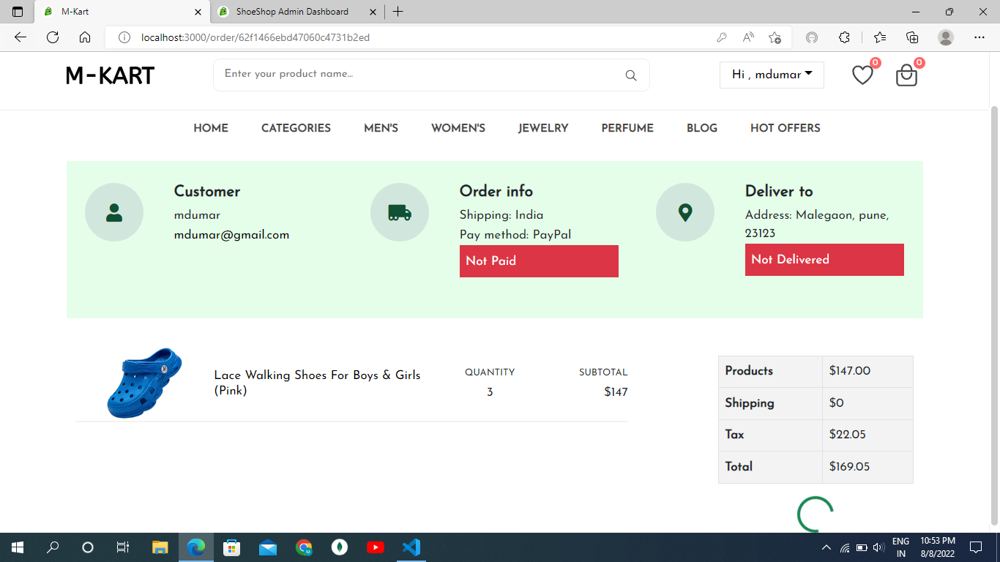 M-Kart
ShoeShop Admin Dashboard
localhost:3000/order/62f1466ebd47060c4731b2ed
M-KART
Enter your product name...
Hi , mdumar
0
0
HOME CATEGORIES MEN'S WOMEN'S JEWELRY PERFUME BLOG HOT OFFERS
Customer
mdumar
mdumar@gmail.com
Order info
Shipping: India
Pay method: PayPal
Not Paid
Deliver to
Address: Malegaon, pune,
23123
Not Delivered
Lace Walking Shoes For Boys & Girls
(Pink)
QUANTITY
3
SUBTOTAL
$147
Products $147.00
Shipping $0
Tax $22.05
Total $169.05
M
ENG
IN
10:53 PM
8/8/2022